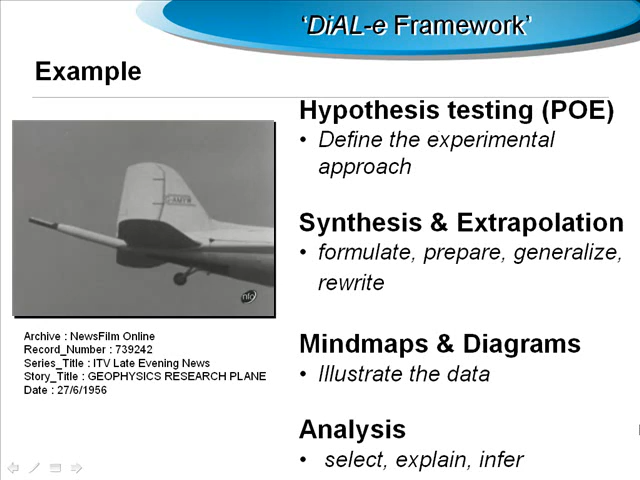 ‘DiAL-e Framework’
Example
Hypothesis testing (POE)
• Define the experimental
approach
Synthesis & Extrapolation
• formulate, prepare, generalize,
rewrite
Mindmaps & Diagrams
• Illustrate the data
Analysis
• select, explain, infer
nfo
Archive : NewsFilm Online
Record_Number : 739242
Series_Title : ITV Late Evening News
Story_Title : GEOPHYSICS RESEARCH PLANE
Date : 27/6/1956